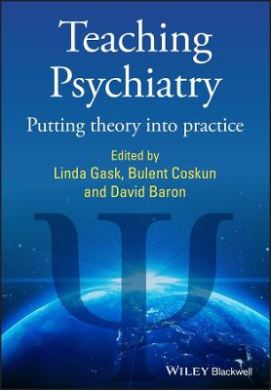 Teaching
Psychiatry
Putting theory into practice
Edited by
Linda Gask, Bulent Coskun
and David Baron
Ψ
WILEY Blackwell